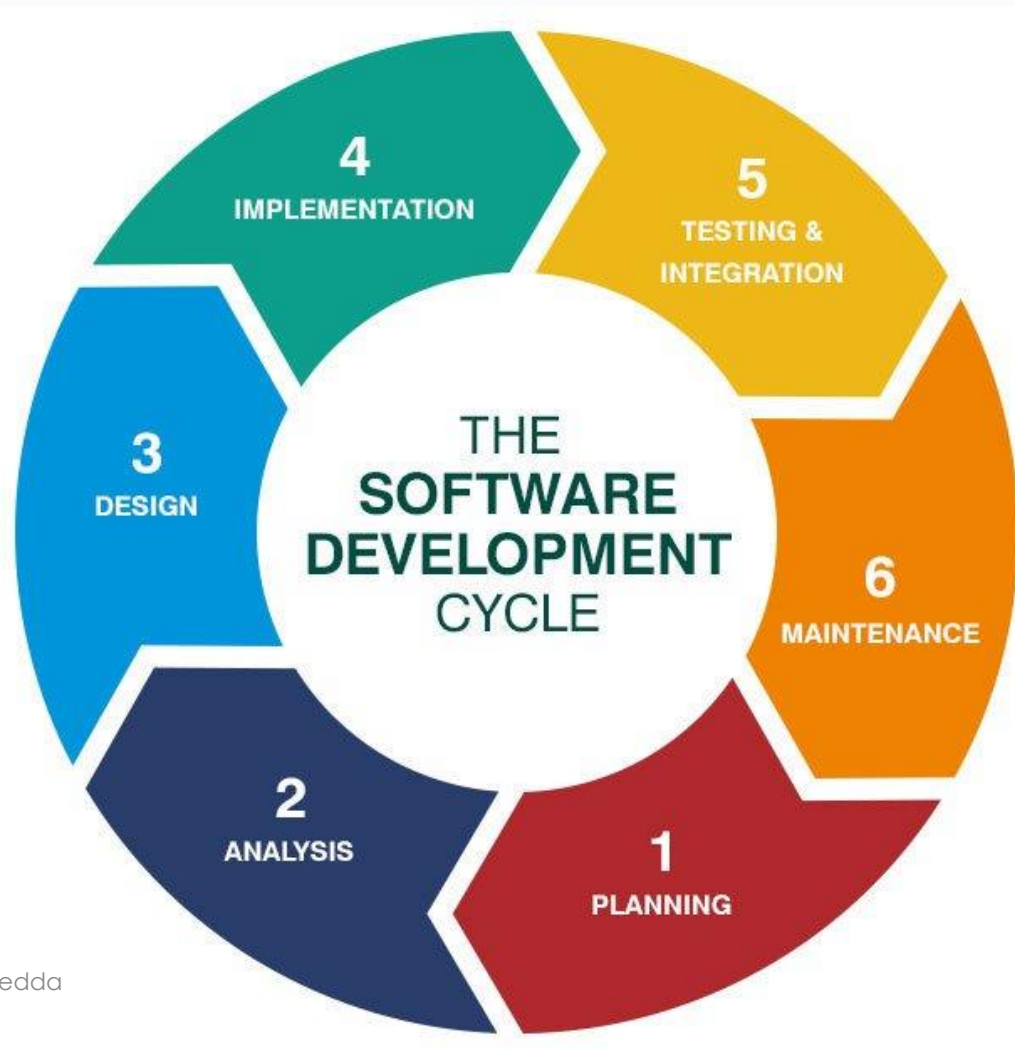 THE
SOFTWARE
DEVELOPMENT
CYCLE
1
PLANNING
2
ANALYSIS
3
DESIGN
4
IMPLEMENTATION
5
TESTING &
INTEGRATION
6
MAINTENANCE
edda